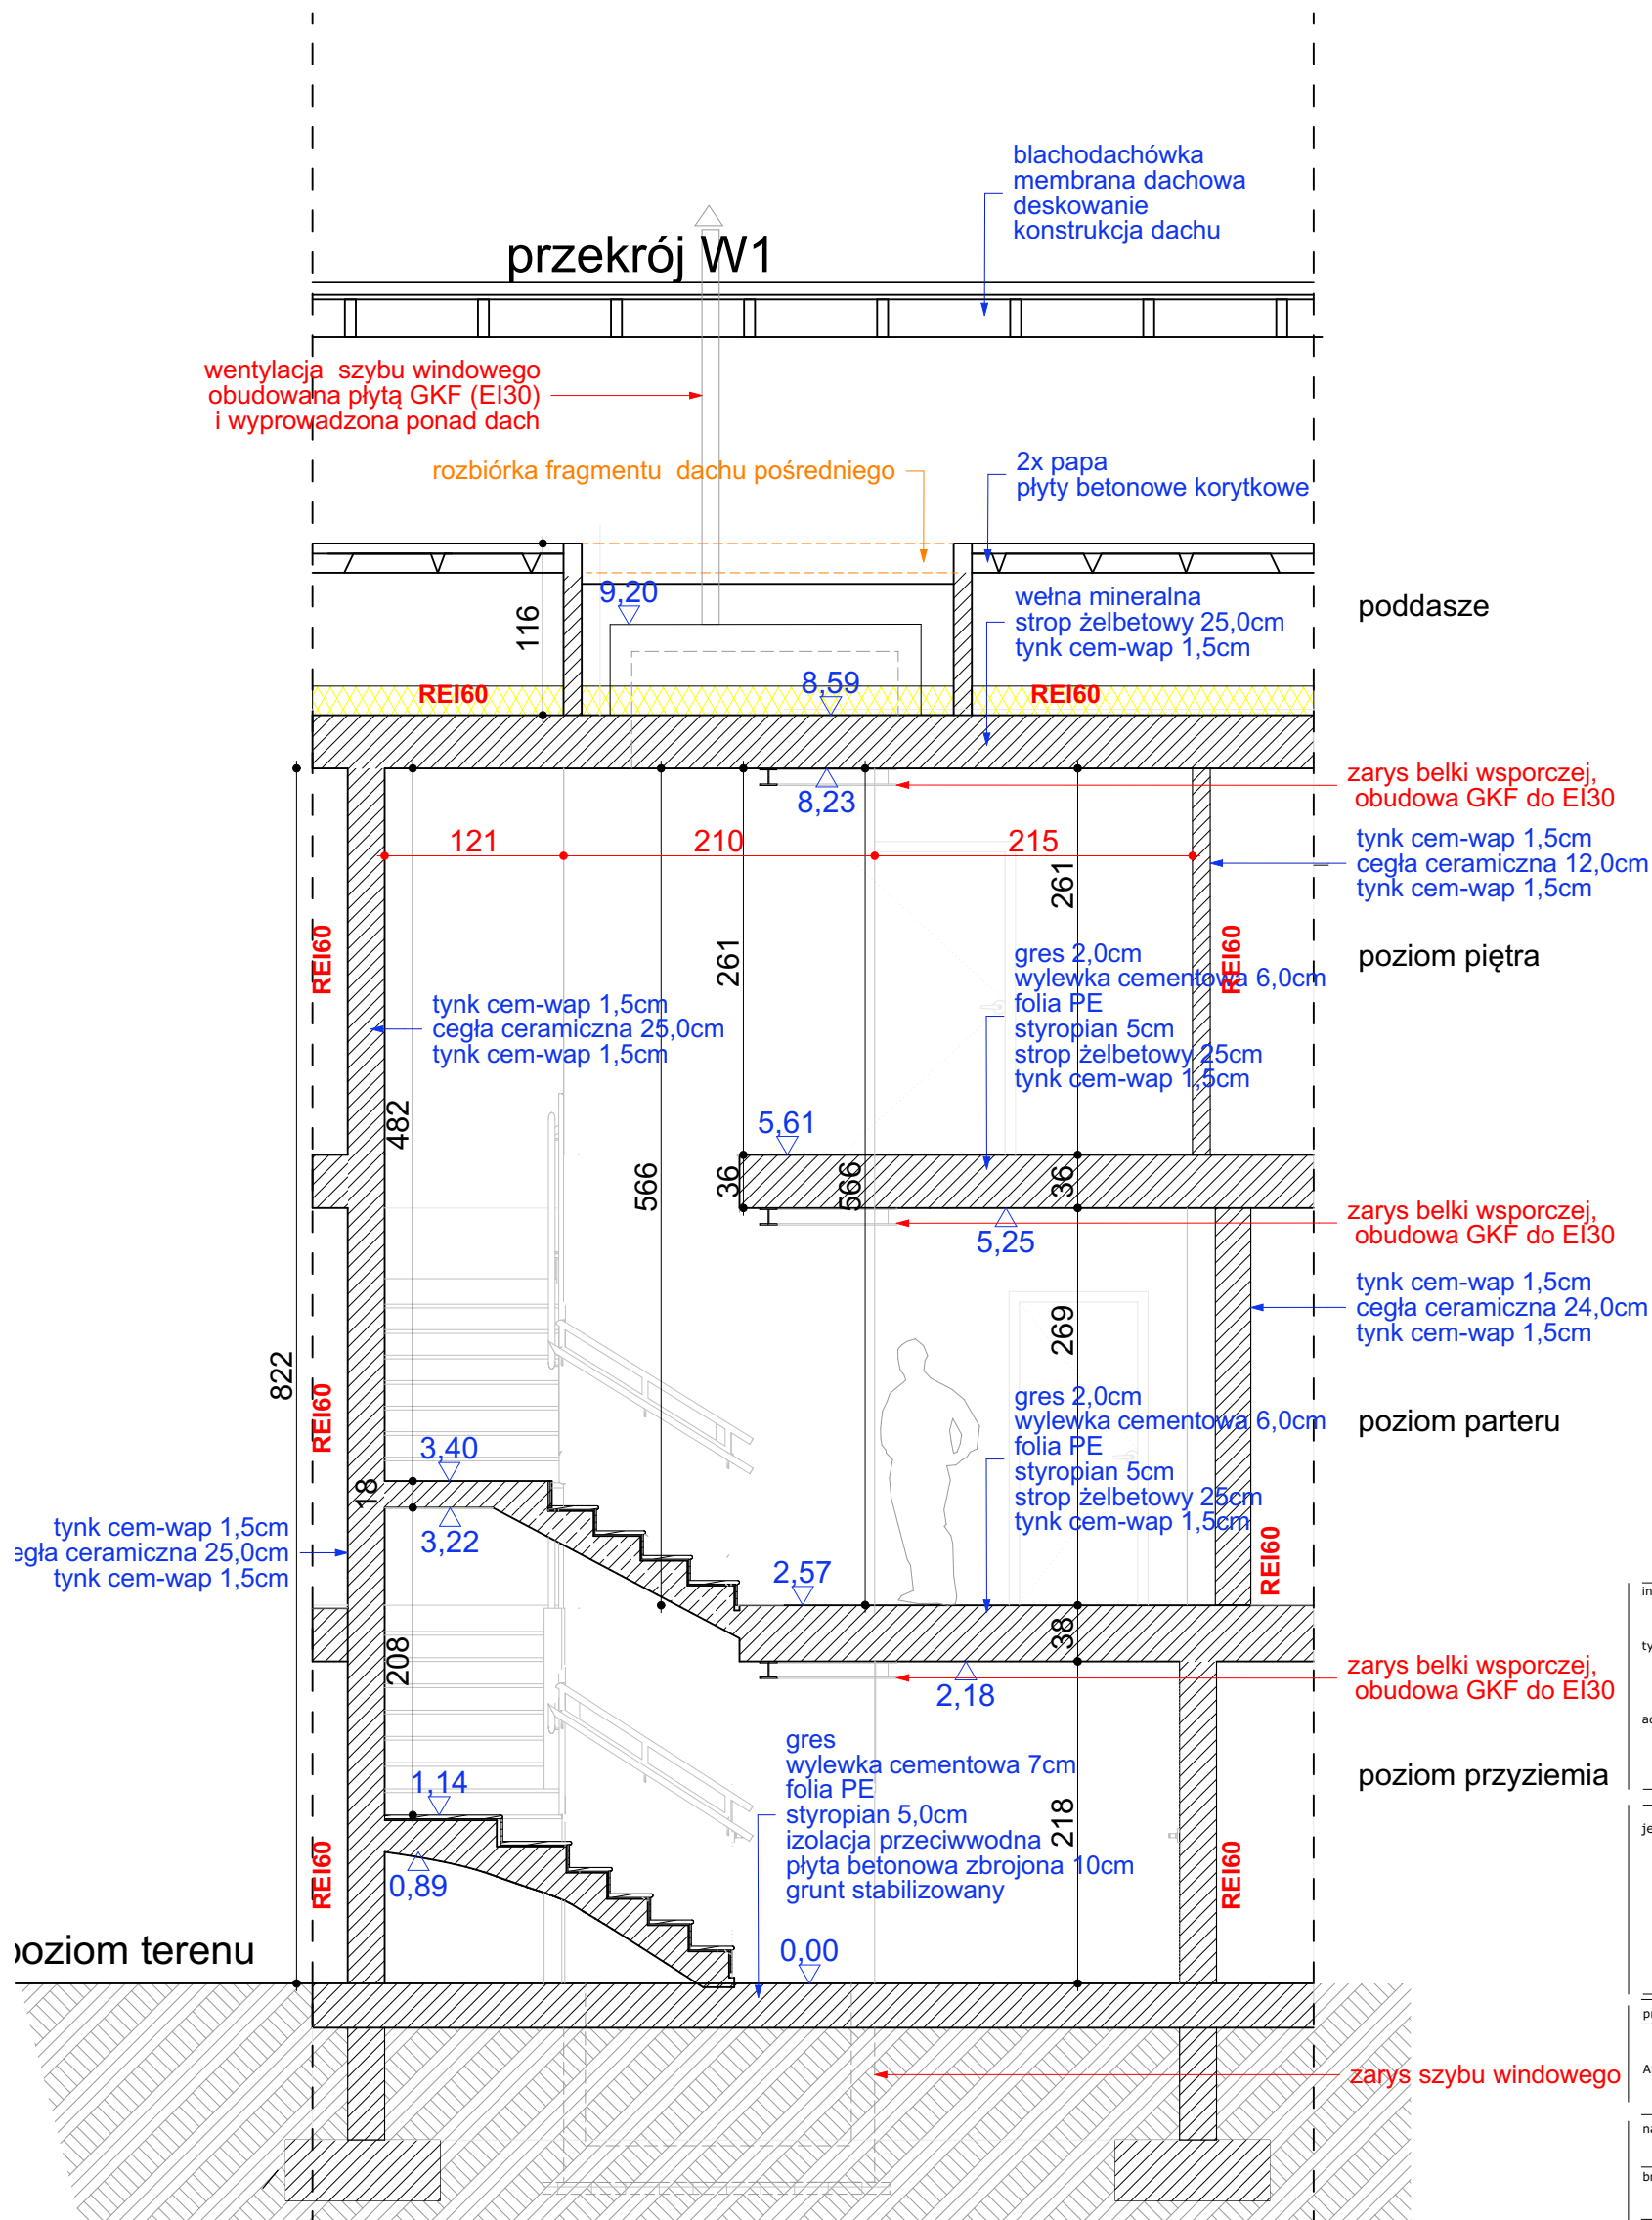 blachodachówka
membrana dachowa
deskowanie
konstrukcja dachu
przekrój W1
wentylacja szybu windowego
obudowana płytą GKF (EI30)
i wyprowadzona ponad dach
rozbiórka fragmentu dachu pośredniego
2x papa
płyty betonowe korytkowe
9,20
116
wełna mineralna
strop żelbetowy 25,0cm
tynk cem-wap 1,5cm
poddasze
REI60
8,59
REI60
8,23
zarys belki wsporczej,
obudowa GKF do EI30
121
210
215
261
tynk cem-wap 1,5cm
cegła ceramiczna 12,0cm
tynk cem-wap 1,5cm
REI60
261
REI60
poziom piętra
gres 2,0cm
wylewka cementowa 6,0cm
folia PE
styropian 5cm
strop żelbetowy 25cm
tynk cem-wap 1,5cm
tynk cem-wap 1,5cm
cegła ceramiczna 25,0cm
tynk cem-wap 1,5cm
482
5,61
566
36
566
36
5,25
zarys belki wsporczej,
obudowa GKF do EI30
tynk cem-wap 1,5cm
cegła ceramiczna 24,0cm
tynk cem-wap 1,5cm
822
269
REI60
gres 2,0cm
wylewka cementowa 6,0cm
folia PE
styropian 5cm
strop żelbetowy 25cm
tynk cem-wap 1,5cm
poziom parteru
3,40
18
3,22
tynk cem-wap 1,5cm
egła ceramiczna 25,0cm
tynk cem-wap 1,5cm
2,57
REI60
38
208
2,18
zarys belki wsporczej,
obudowa GKF do EI30
gres
wylewka cementowa 7cm
folia PE
styropian 5,0cm
izolacja przeciwwodna
płyta betonowa zbrojona 10cm
grunt stabilizowany
poziom przyziemia
1,14
218
0,89
REI60
REI60
poziom terenu
0,00
zarys szybu windowego
in
ty
je
A